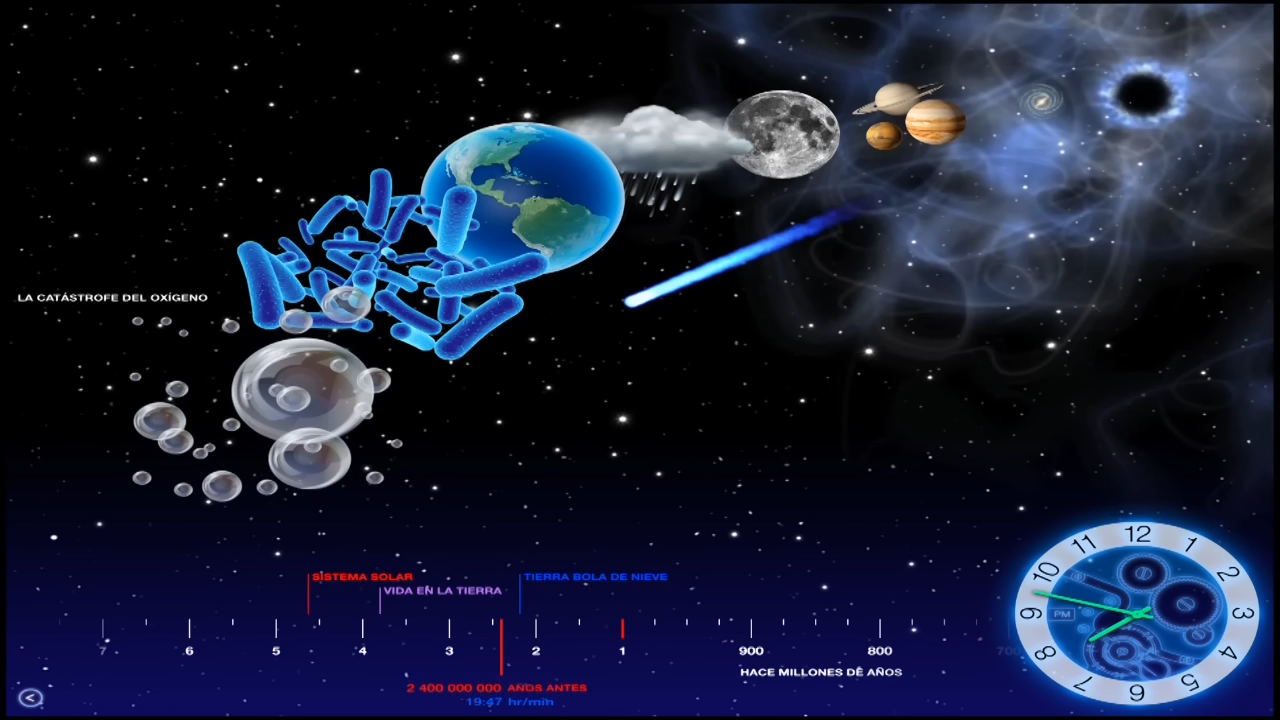 LA CATÁSTROFE DEL OXÍGENO
SISTEMA SOLAR
TIERRA BOLA DE NIEVE
VIDA EN LA TIERRA
7 6 5 4 3 2 1 900 800 700
HACE MILLONES DE AÑOS
2 400 000 000 AÑOS ANTES
19:47 hr/min
12 1 2 3 4 5 6 7 8 9 10 11
PM